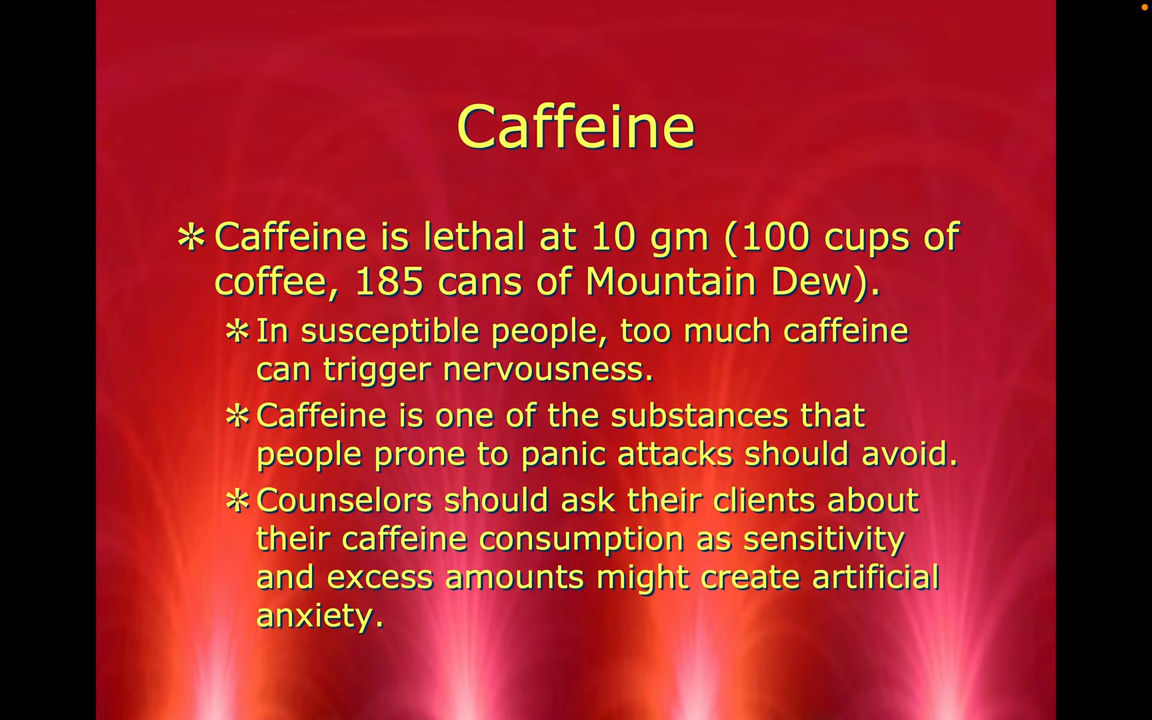 Caffeine
✲ Caffeine is lethal at 10 gm (100 cups of
coffee, 185 cans of Mountain Dew).
✲ In susceptible people, too much caffeine
can trigger nervousness.
✲ Caffeine is one of the substances that
people prone to panic attacks should avoid.
✲ Counselors should ask their clients about
their caffeine consumption as sensitivity
and excess amounts might create artificial
anxiety.